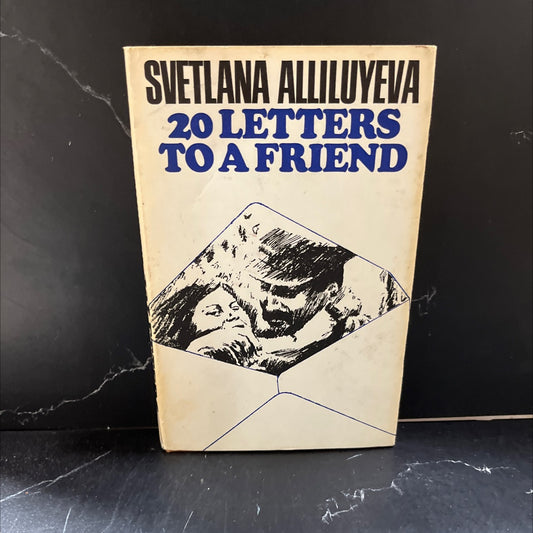 SVETLANA ALLILUYEVA
20 LETTERS
TO A FRIEND